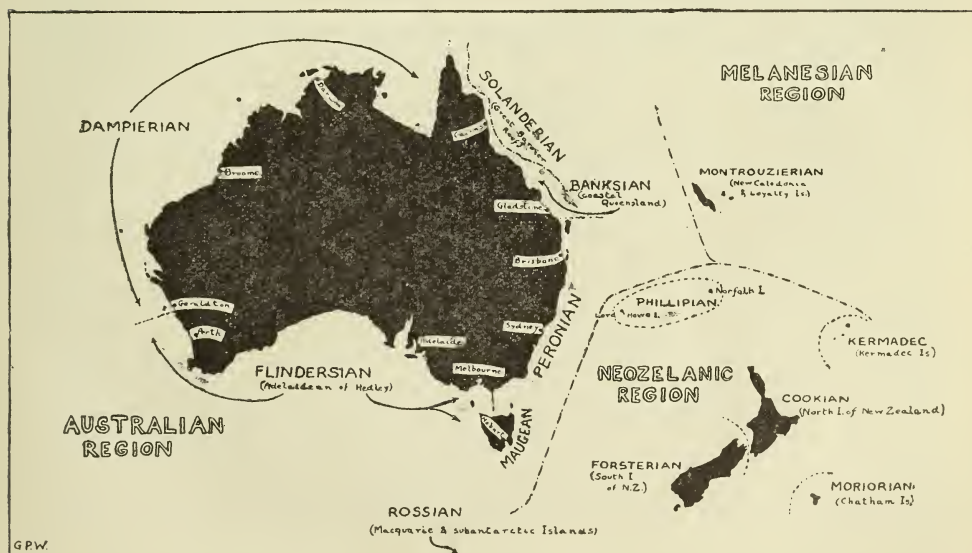 MELANESIAN
REGION
DAMPIERIAN
Darwin
SOLANDERIAN
(Great Barrier
Reef)
Cairns
Broome
BANKSIAN
(Coastal
Queensland)
MONTROUZIERIAN
(New Caledonia
& Loyalty Is.)
Gladstone
Brisbane
Geraldton
Perth
PHILLIPIAN
Norfolk I.
Lord Howe I.
Sydney
PERONIAN
Adelaide
Melbourne
KERMADEC
(Kermadec Is)
FLINDERSIAN
(Adelaidean of Hedley)
NEOZELANIC
REGION
COOKIAN
(North I. of New Zealand)
AUSTRALIAN
REGION
Hobart
MAUGEAN
FORSTERIAN
(South I
of N.Z.)
MORIORIAN
(Chatham Is)
ROSSIAN
(Macquarie & subantarctic Islands)
G.P.W.